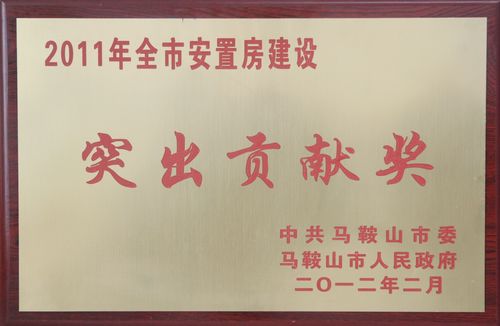 2011年全市安置房建设
突出贡献奖
中共马鞍山市委
马鞍山市人民政府
二〇一二年二月